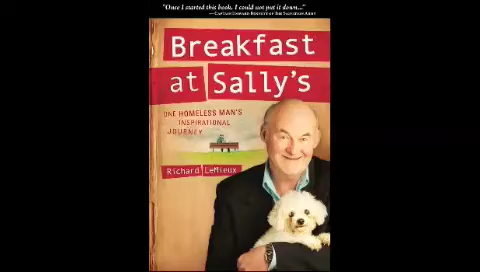 "Once I started this book, I could not put it down..."
Breakfast
at Sally's
ONE HOMELESS MAN'S
INSPIRATIONAL
JOURNEY
Richard LeMieux